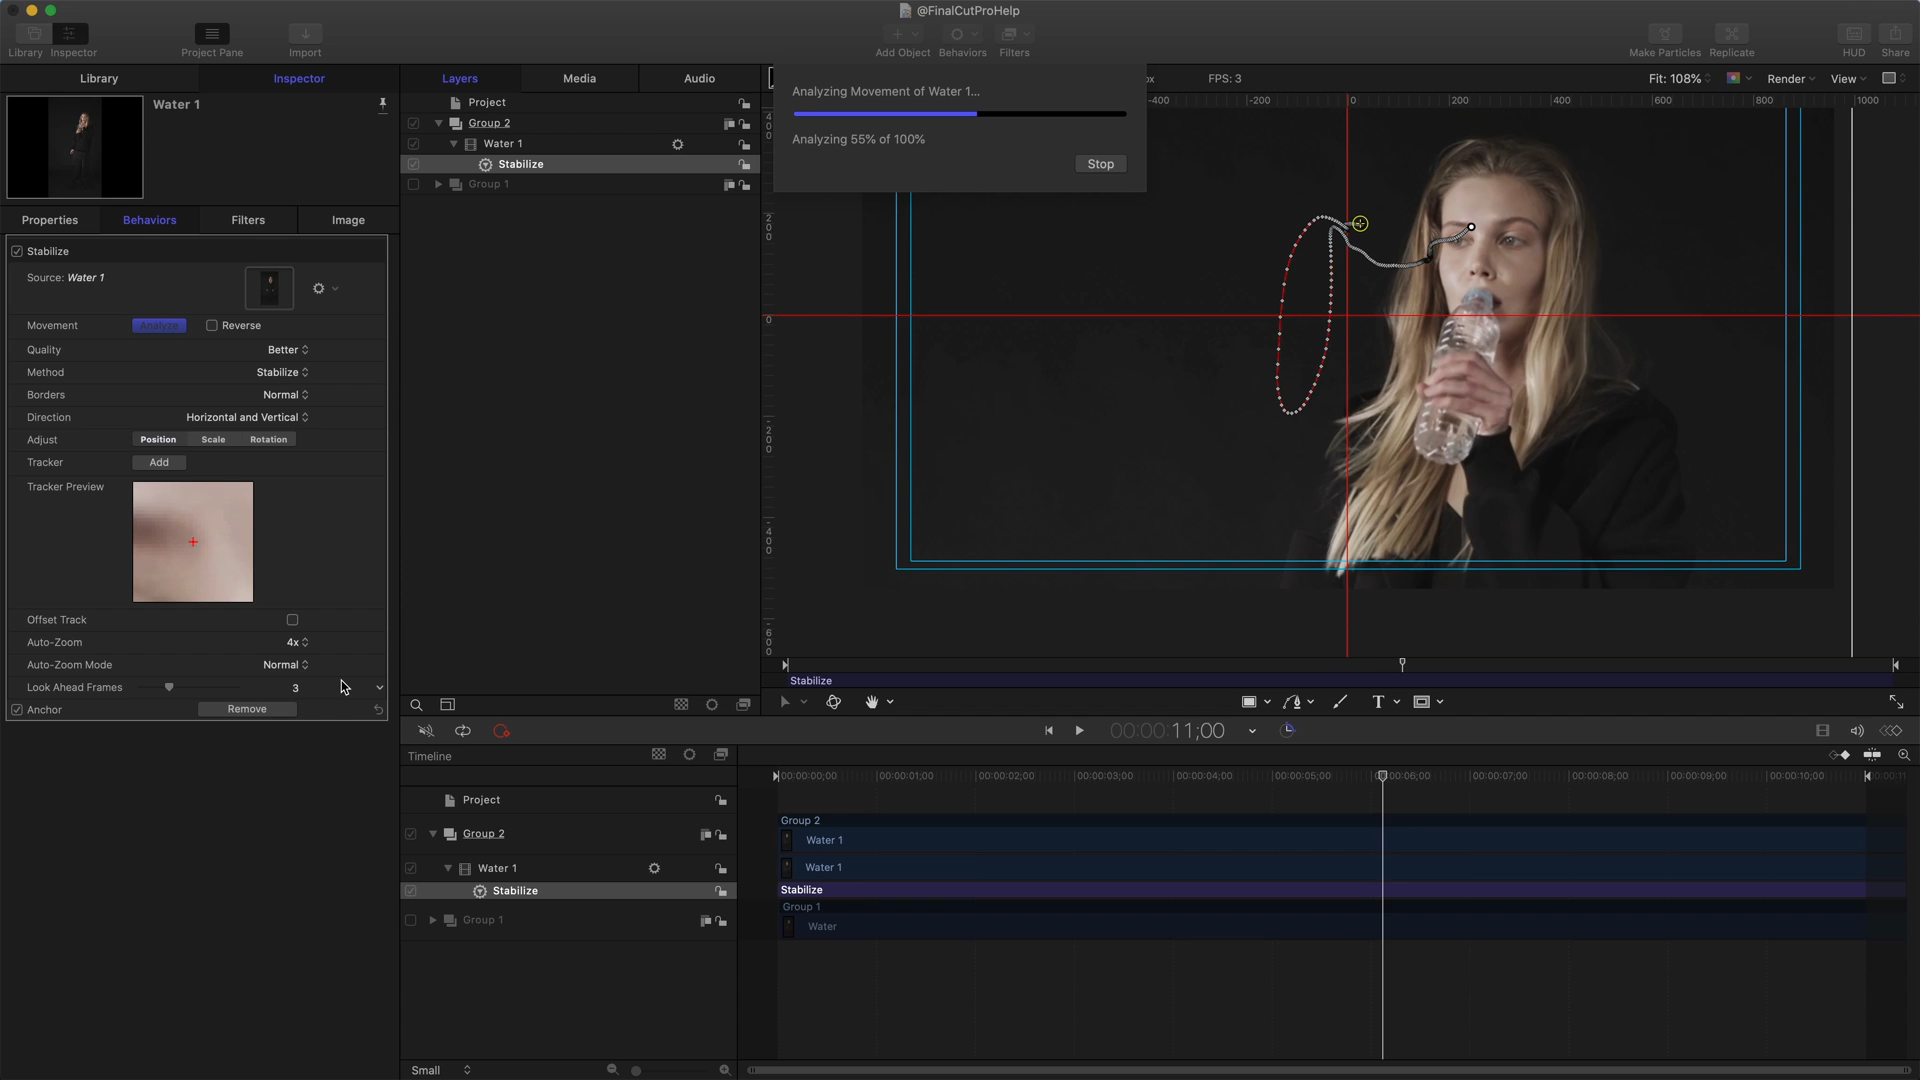 @FinalCutProHelp
Library Inspector
Project Pane
Import
Add Object Behaviors Filters
Make Particles Replicate
HUD Share
Library Inspector
Layers Media Audio
FPS: 3
Fit: 108% Render View
Water 1
Project
Group 2
Water 1
Stabilize
Group 1
Analyzing Movement of Water 1...
Analyzing 55% of 100%
Stop
-400 -200 0 200 400 600 800 1000
400
200
0
-200
-400
-600
Properties Behaviors Filters Image
Stabilize
Source: Water 1
Movement Analyze Reverse
Quality Better
Method Stabilize
Borders Normal
Direction Horizontal and Vertical
Adjust Position Scale Rotation
Tracker Add
Tracker Preview
Offset Track
Auto-Zoom 4x
Auto-Zoom Mode Normal
Look Ahead Frames 3
Anchor Remove
Stabilize
T
00:00:11;00
Timeline
00:00:00;00 00:00:01;00 00:00:02;00 00:00:03;00 00:00:04;00 00:00:05;00 00:00:06;00 00:00:07;00 00:00:08;00 00:00:09;00 00:00:10;00
Project
Group 2
Water 1
Stabilize
Group 1
Group 2
Water 1
Water 1
Stabilize
Group 1
Water
Small